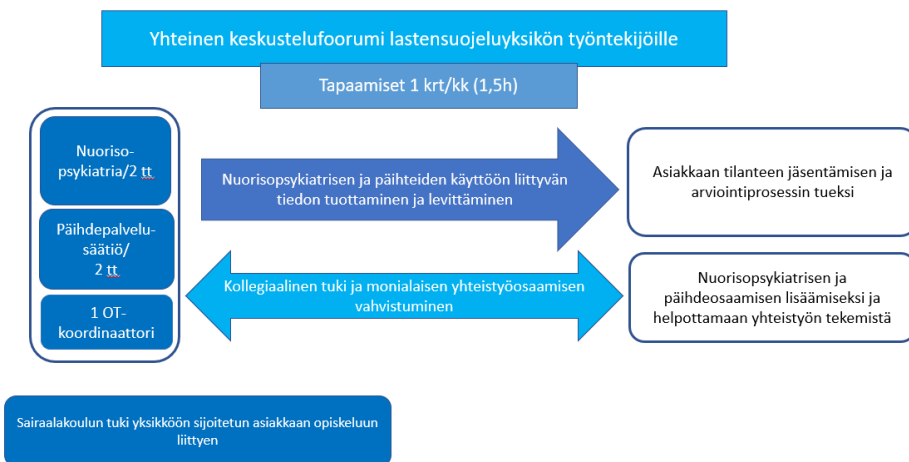 Yhteinen keskustelufoorumi lastensuojeluyksikön työntekijöille
Tapaamiset 1 krt/kk (1,5h)
Nuoriso-
psykiatria/2 tt
Päihdepalvelu-
säätiö/
2 tt
1 OT-
koordinaattori
Nuorisopsykiatrisen ja päihteiden käyttöön liittyvän
tiedon tuottaminen ja levittäminen
Asiakkaan tilanteen jäsentämisen ja
arviointiprosessin tueksi
Kollegiaalinen tuki ja monialaisen yhteistyöosaamisen
vahvistuminen
Nuorisopsykiatrisen ja
päihdeosaamisen lisäämiseksi ja
helpottamaan yhteistyön tekemistä
Sairaalakoulun tuki yksikköön sijoitetun asiakkaan opiskeluun
liittyen